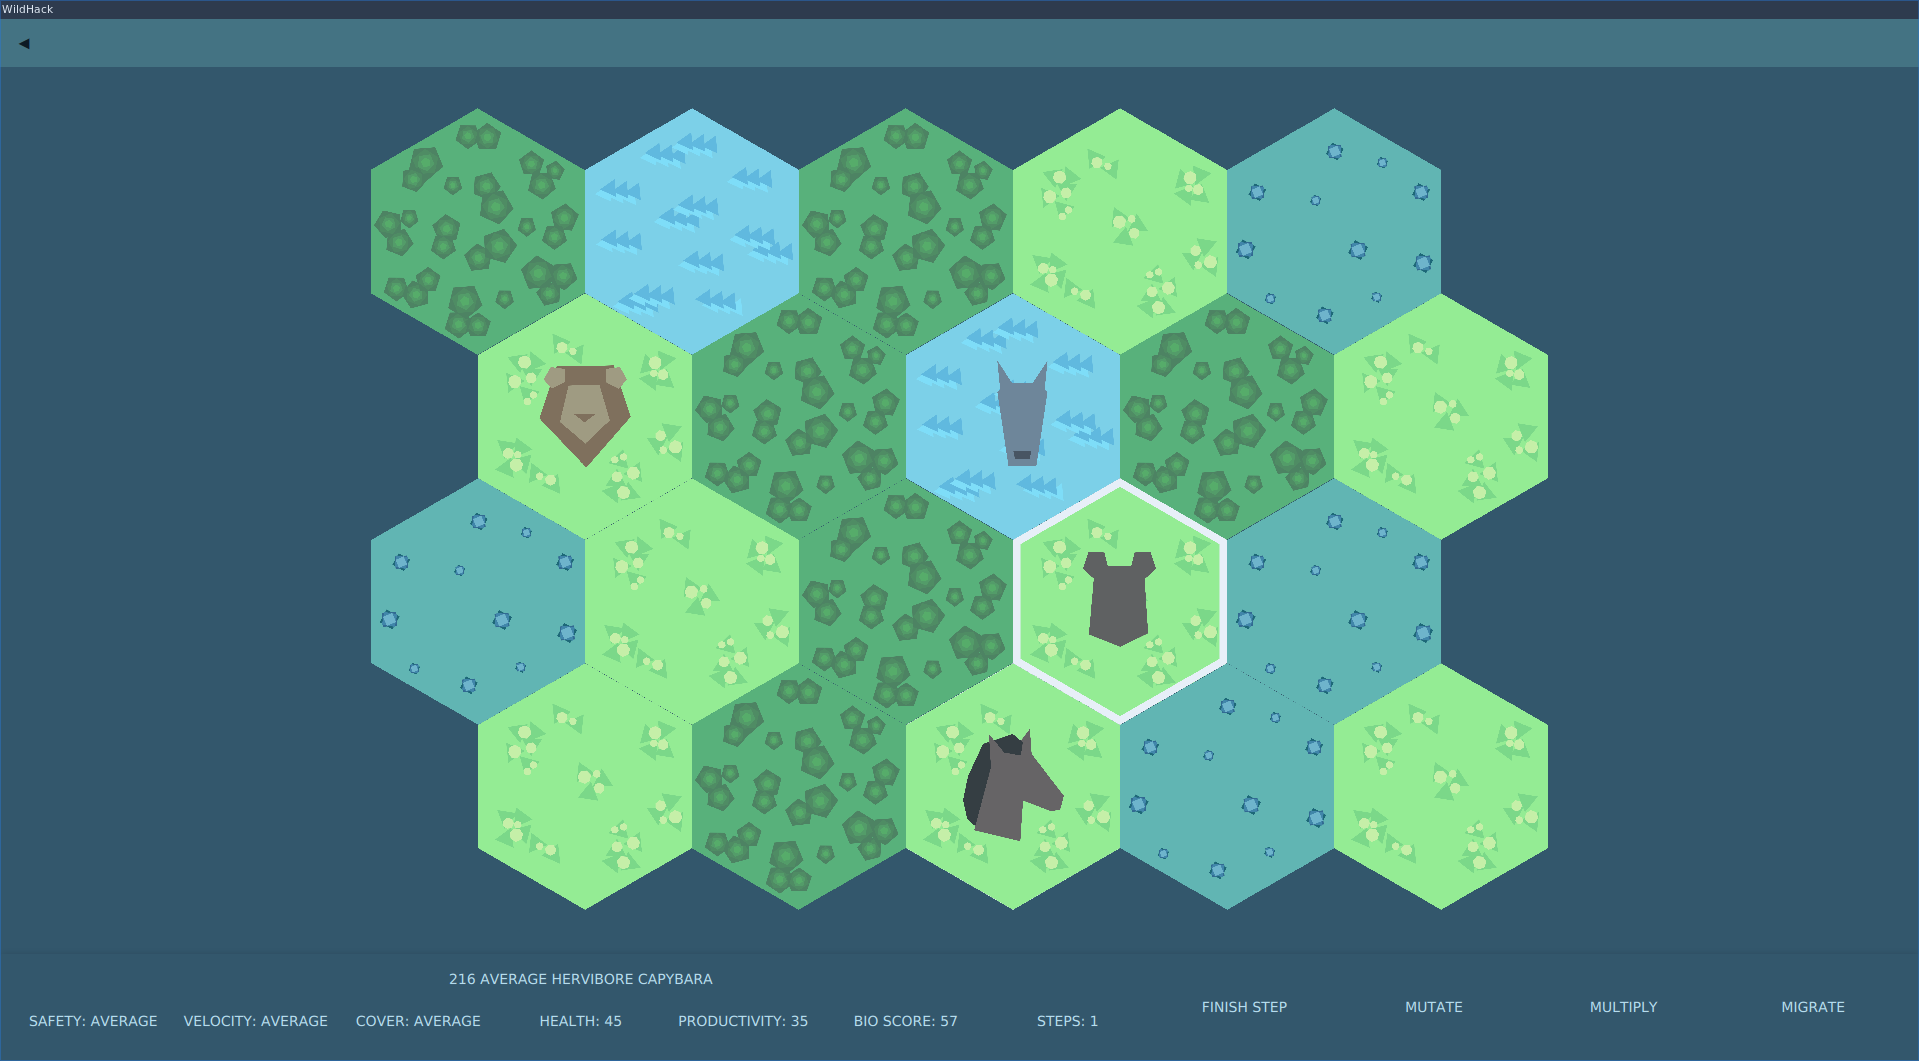 WildHack
216 AVERAGE HERVIBORE CAPYBARA
SAFETY: AVERAGE VELOCITY: AVERAGE COVER: AVERAGE HEALTH: 45 PRODUCTIVITY: 35 BIO SCORE: 57 STEPS: 1
FINISH STEP MUTATE MULTIPLY MIGRATE